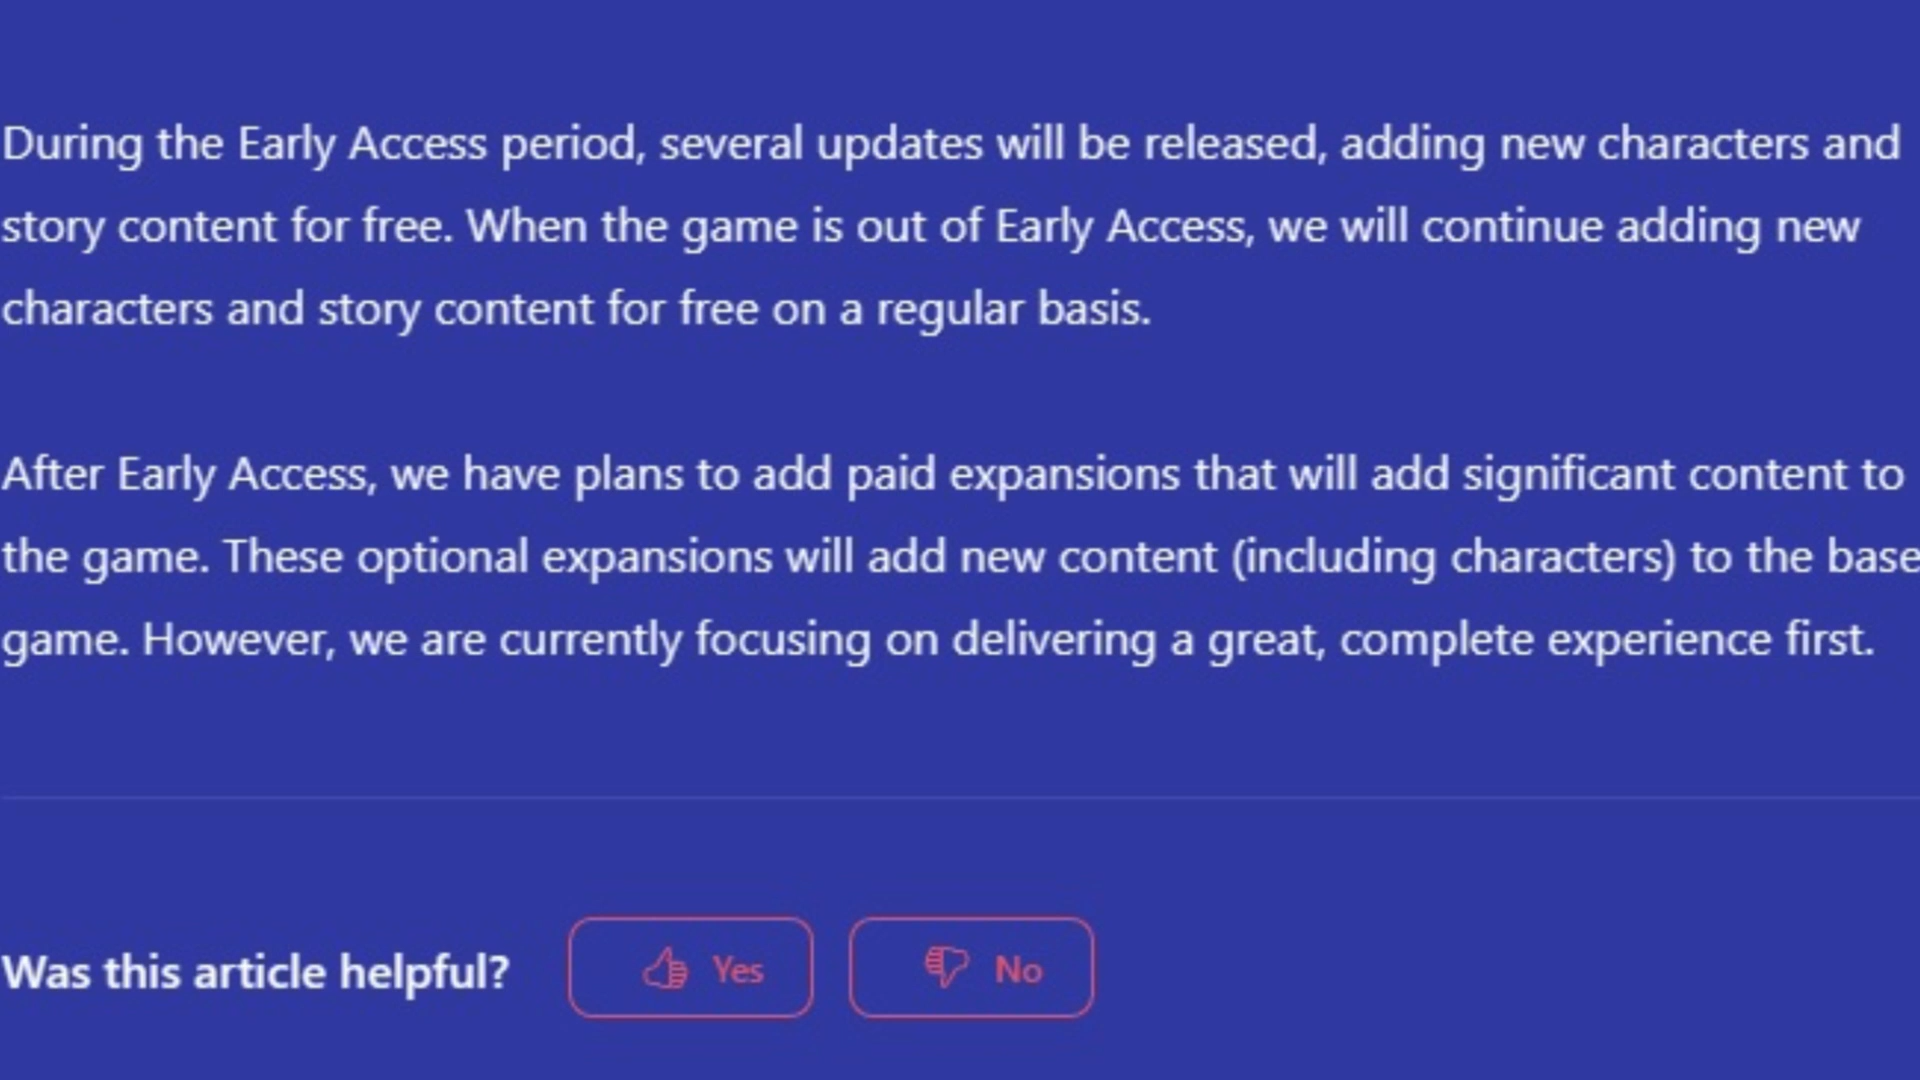 During the Early Access period, several updates will be released, adding new characters and
story content for free. When the game is out of Early Access, we will continue adding new
characters and story content for free on a regular basis.
After Early Access, we have plans to add paid expansions that will add significant content to
the game. These optional expansions will add new content (including characters) to the base
game. However, we are currently focusing on delivering a great, complete experience first.
Was this article helpful? Yes No